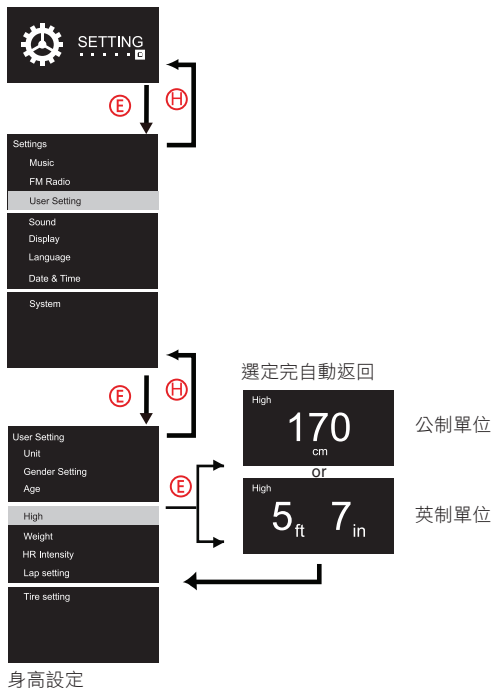 SETTING
C
E
H
Settings
Music
FM Radio
User Setting
Sound
Display
Language
Date & Time
System
E
H
User Setting
Unit
Gender Setting
Age
High
Weight
HR Intensity
Lap setting
Tire setting
E
選定完自動返回
High
170
cm
公制單位
or
High
5 ft 7 in
英制單位
身高設定